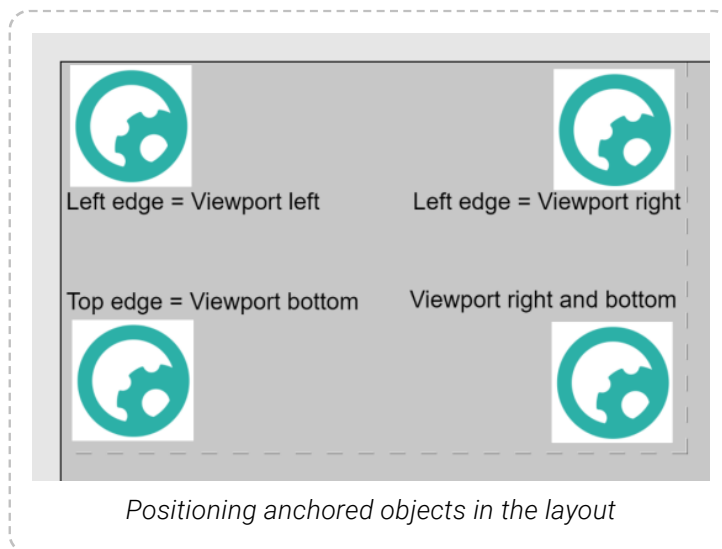 Left edge = Viewport left
Left edge = Viewport right
Top edge = Viewport bottom
Viewport right and bottom
Positioning anchored objects in the layout